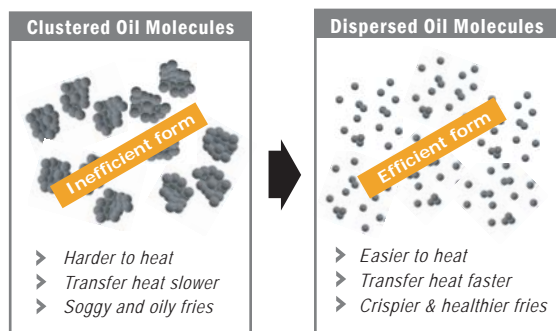 Clustered Oil Molecules
Inefficient form
Harder to heat
Transfer heat slower
Soggy and oily fries
Dispersed Oil Molecules
Efficient form
Easier to heat
Transfer heat faster
Crispier & healthier fries